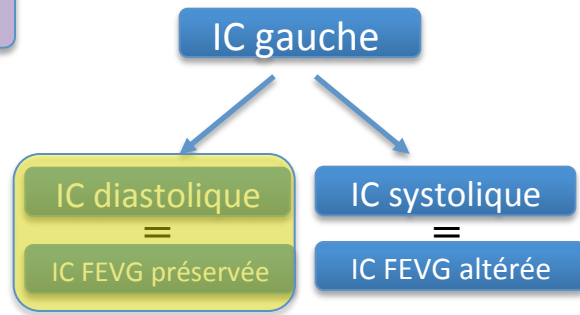 IC gauche
IC diastolique
=
IC FEVG préservée
IC systolique
=
IC FEVG altérée